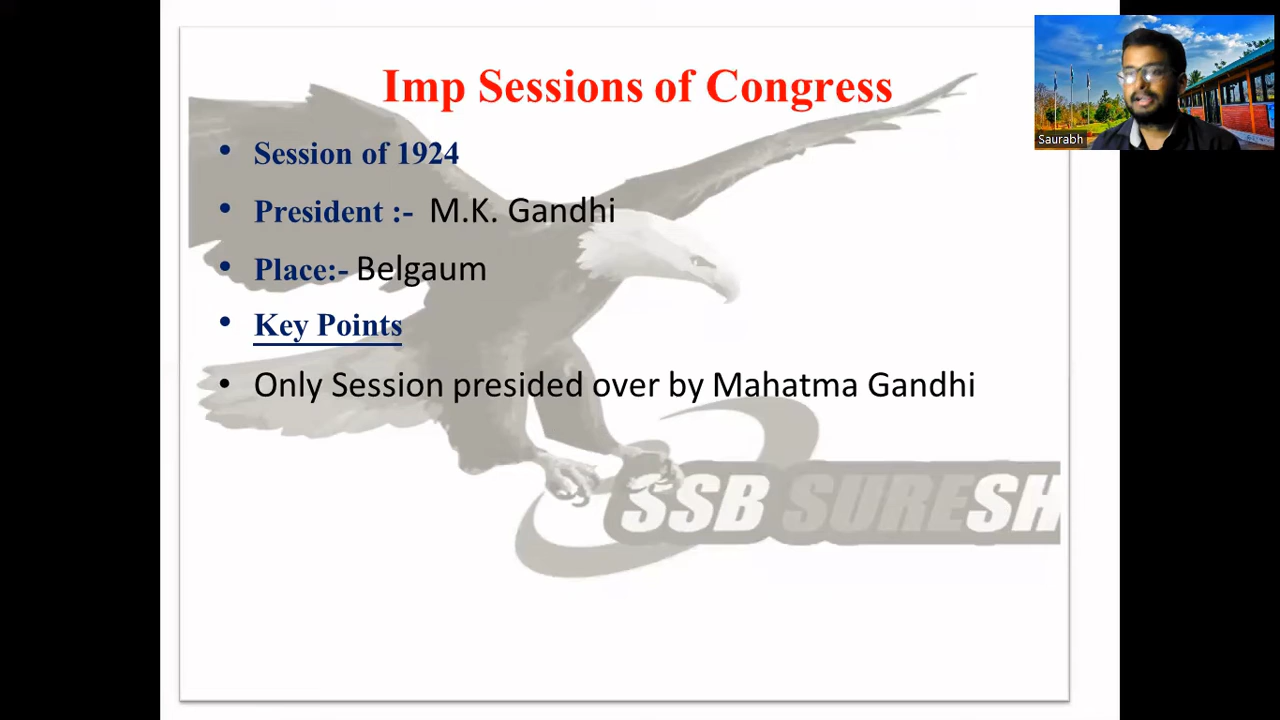 Imp Sessions of Congress
Saurabh
• Session of 1924
• President :- M.K. Gandhi
• Place:- Belgaum
• Key Points
• Only Session presided over by Mahatma Gandhi
SSB SURESH